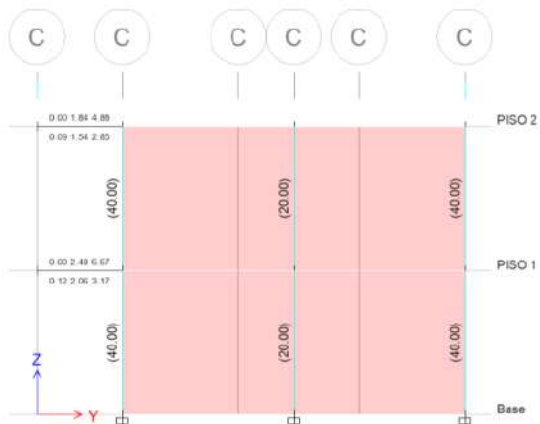 C C C C C C
0.00 1.84 4.88
PISO 2
0.09 1.54 2.85
(40.00) (20.00) (40.00)
0.00 2.49 6.67
PISO 1
0.12 2.06 3.17
(40.00) (20.00) (40.00)
Z
Y
Base